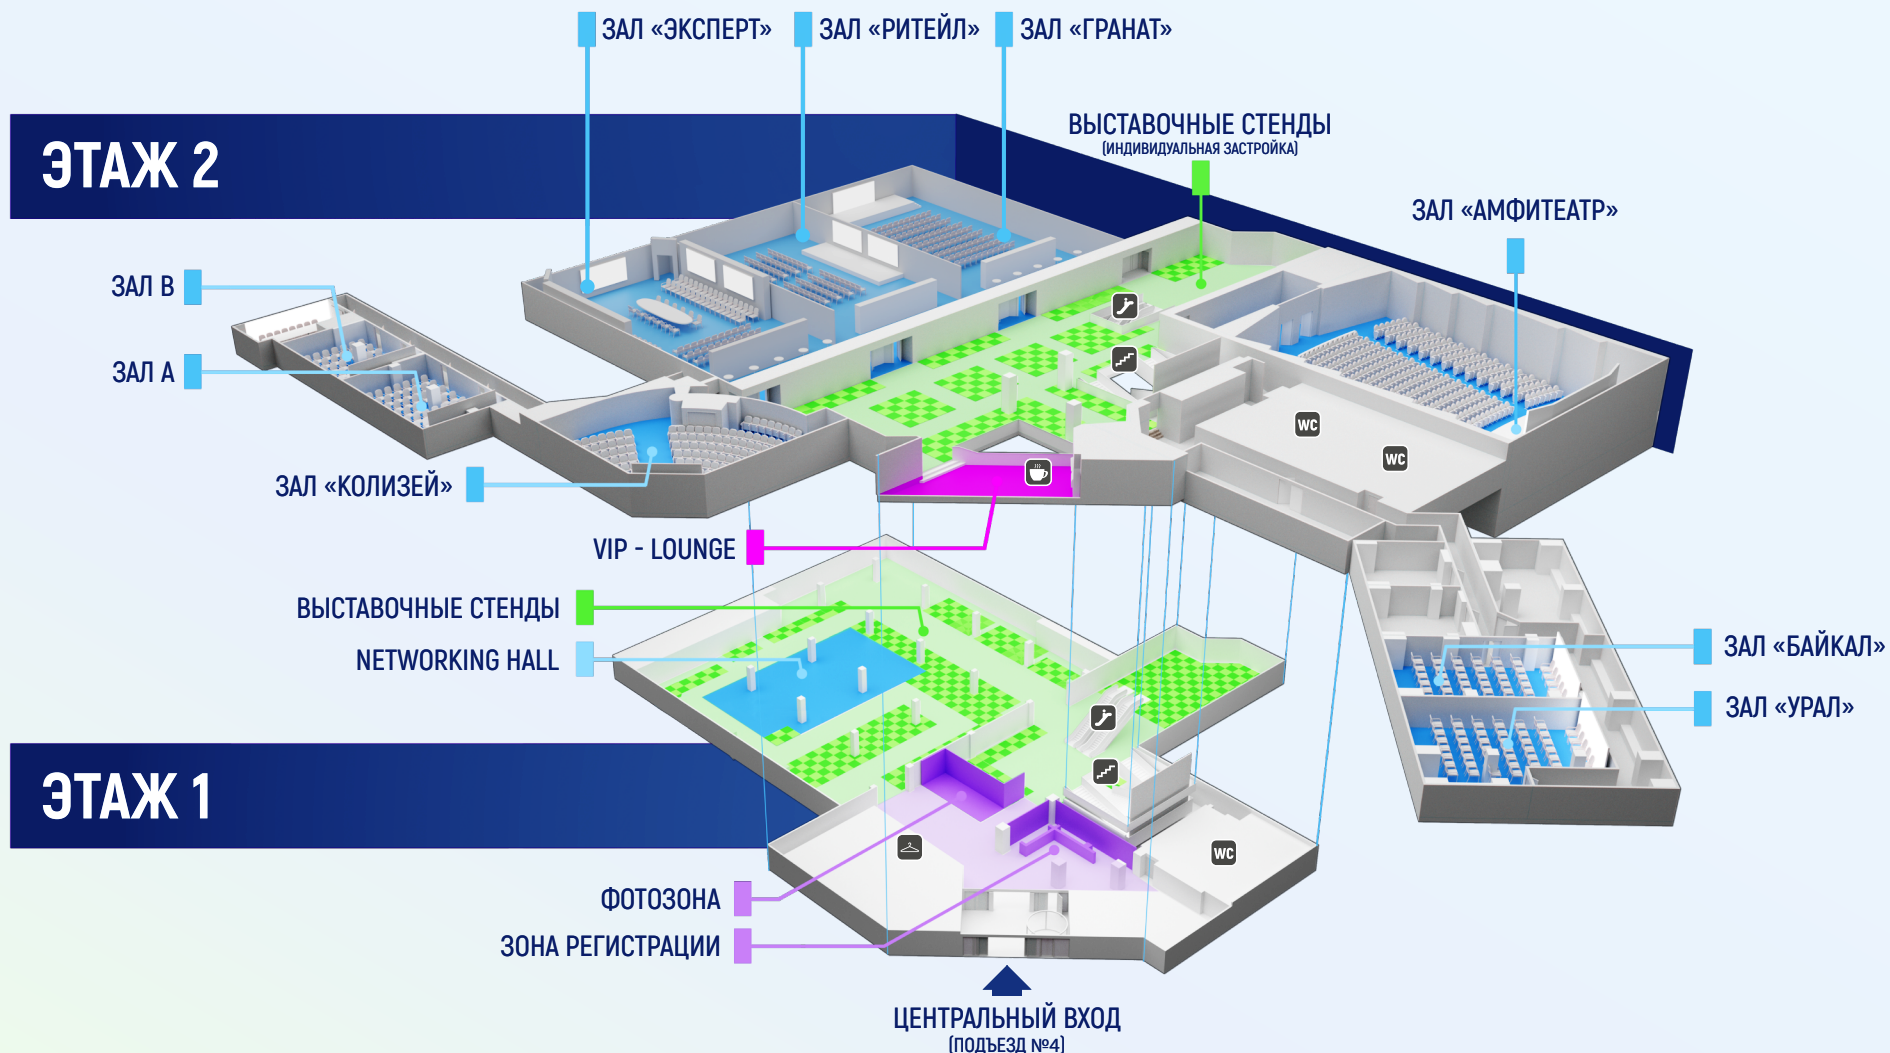 ЗАЛ «ЭКСПЕРТ»
ЗАЛ «РИТЕЙЛ»
ЗАЛ «ГРАНАТ»
ВЫСТАВОЧНЫЕ СТЕНДЫ
(ИНДИВИДУАЛЬНАЯ ЗАСТРОЙКА)
ЭТАЖ 2
ЗАЛ «АМФИТЕАТР»
ЗАЛ B
ЗАЛ A
WC
WC
ЗАЛ «КОЛИЗЕЙ»
VIP - LOUNGE
ВЫСТАВОЧНЫЕ СТЕНДЫ
NETWORKING HALL
ЗАЛ «БАЙКАЛ»
ЗАЛ «УРАЛ»
ЭТАЖ 1
WC
ФОТОЗОНА
ЗОНА РЕГИСТРАЦИИ
ЦЕНТРАЛЬНЫЙ ВХОД
(ПОДЪЕЗД №4)